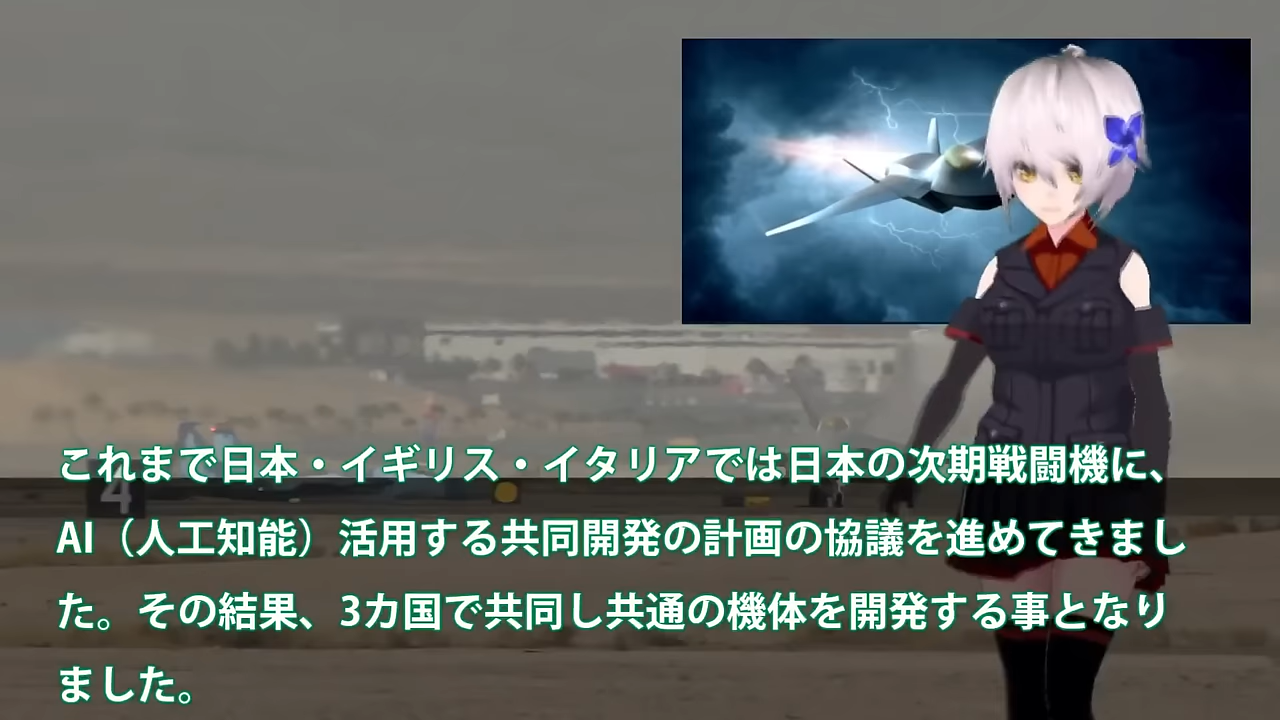 これまで日本・イギリス・イタリアでは日本の次期戦闘機に、
AI（人工知能）活用する共同開発の計画の協議を進めてきまし
た。その結果、3カ国で共同し共通の機体を開発する事となり
ました。
4